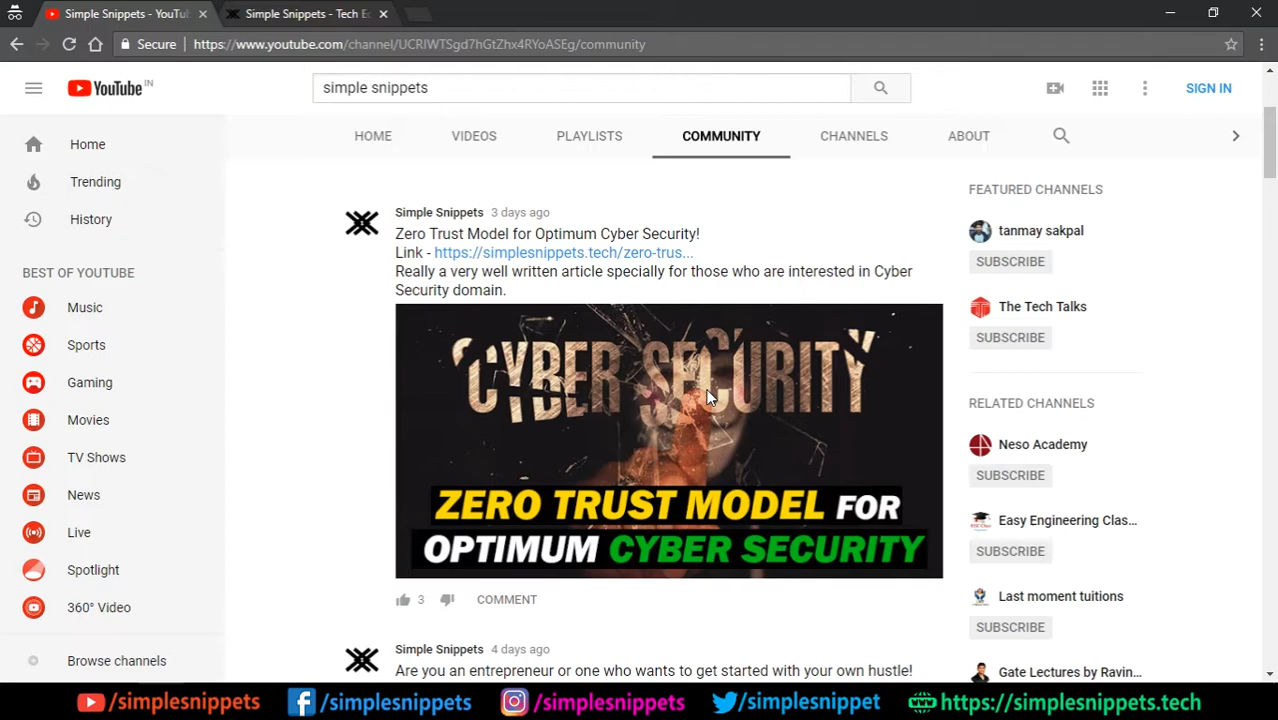 Simple Snippets - YouTu
Simple Snippets - Tech E
Secure
https://www.youtube.com/channel/UCRIWTSgd7hGtZhx4RYoASEg/community
YouTube IN
simple snippets
SIGN IN
HOME
VIDEOS
PLAYLISTS
COMMUNITY
CHANNELS
ABOUT
Home
Trending
History
BEST OF YOUTUBE
Music
Sports
Gaming
Movies
TV Shows
News
Live
Spotlight
360° Video
Browse channels
Simple Snippets 3 days ago
Zero Trust Model for Optimum Cyber Security!
Link - https://simplesnippets.tech/zero-trus...
Really a very well written article specially for those who are interested in Cyber
Security domain.
CYBER SECURITY
ZERO TRUST MODEL FOR
OPTIMUM CYBER SECURITY
3
COMMENT
Simple Snippets 4 days ago
Are you an entrepreneur or one who wants to get started with your own hustle!
FEATURED CHANNELS
tanmay sakpal
SUBSCRIBE
The Tech Talks
SUBSCRIBE
RELATED CHANNELS
Neso Academy
SUBSCRIBE
Easy Engineering Clas...
SUBSCRIBE
Last moment tuitions
SUBSCRIBE
Gate Lectures by Ravin...
/simplesnippets
/simplesnippets
/simplesnippets
/simplesnippets
https://simplesnippets.tech